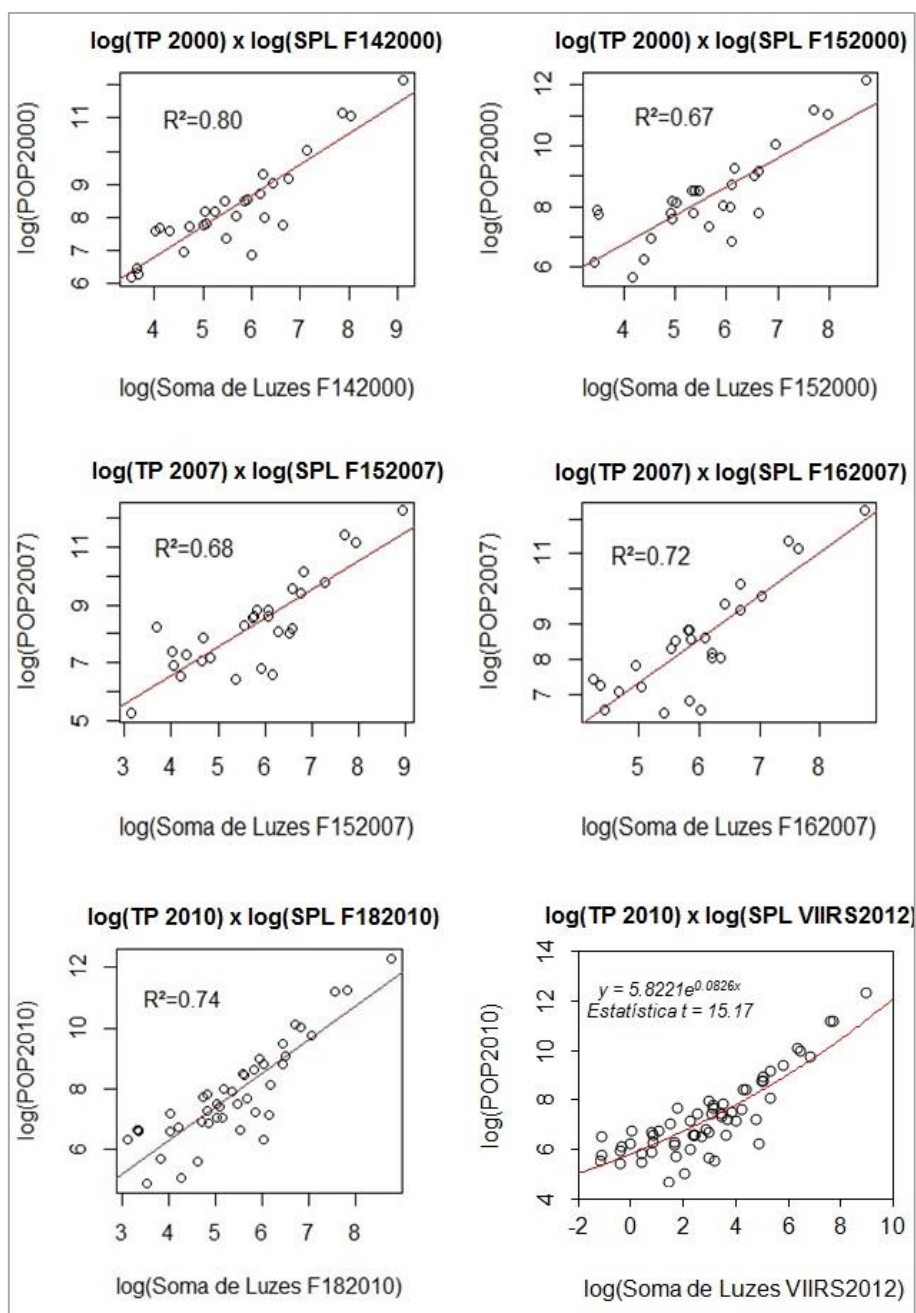 log(TP 2000) x log(SPL F142000)
R²=0.80
log(POP2000)
11
9
8
7
6
4 5 6 7 8 9
log(Soma de Luzes F142000)
log(TP 2000) x log(SPL F152000)
R²=0.67
log(POP2000)
12
10
8
6
4 5 6 7 8
log(Soma de Luzes F152000)
log(TP 2007) x log(SPL F152007)
R²=0.68
log(POP2007)
11
9
7
5
3 4 5 6 7 8 9
log(Soma de Luzes F152007)
log(TP 2007) x log(SPL F162007)
R²=0.72
log(POP2007)
11
9
8
7
5 6 7 8
log(Soma de Luzes F162007)
log(TP 2010) x log(SPL F182010)
R²=0.74
log(POP2010)
12
10
8
6
3 4 5 6 7 8
log(Soma de Luzes F182010)
log(TP 2010) x log(SPL VIIRS2012)
y = 5.8221e^0.0826x
Estatística t = 15.17
log(POP2010)
14
12
10
8
6
4
-2 0 2 4 6 8 10
log(Soma de Luzes VIIRS2012)